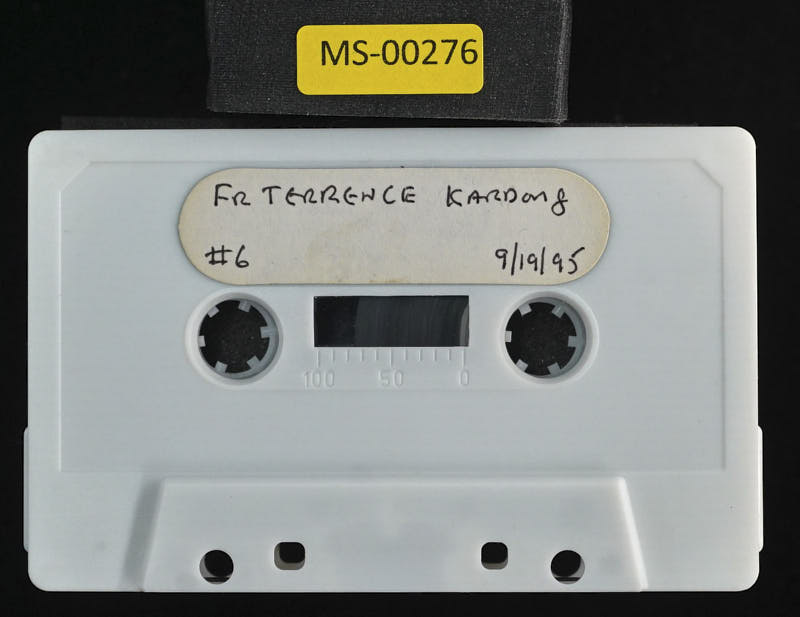 MS-00276
FR TERRENCE KARDONG
#6 9/19/95
100 50 0